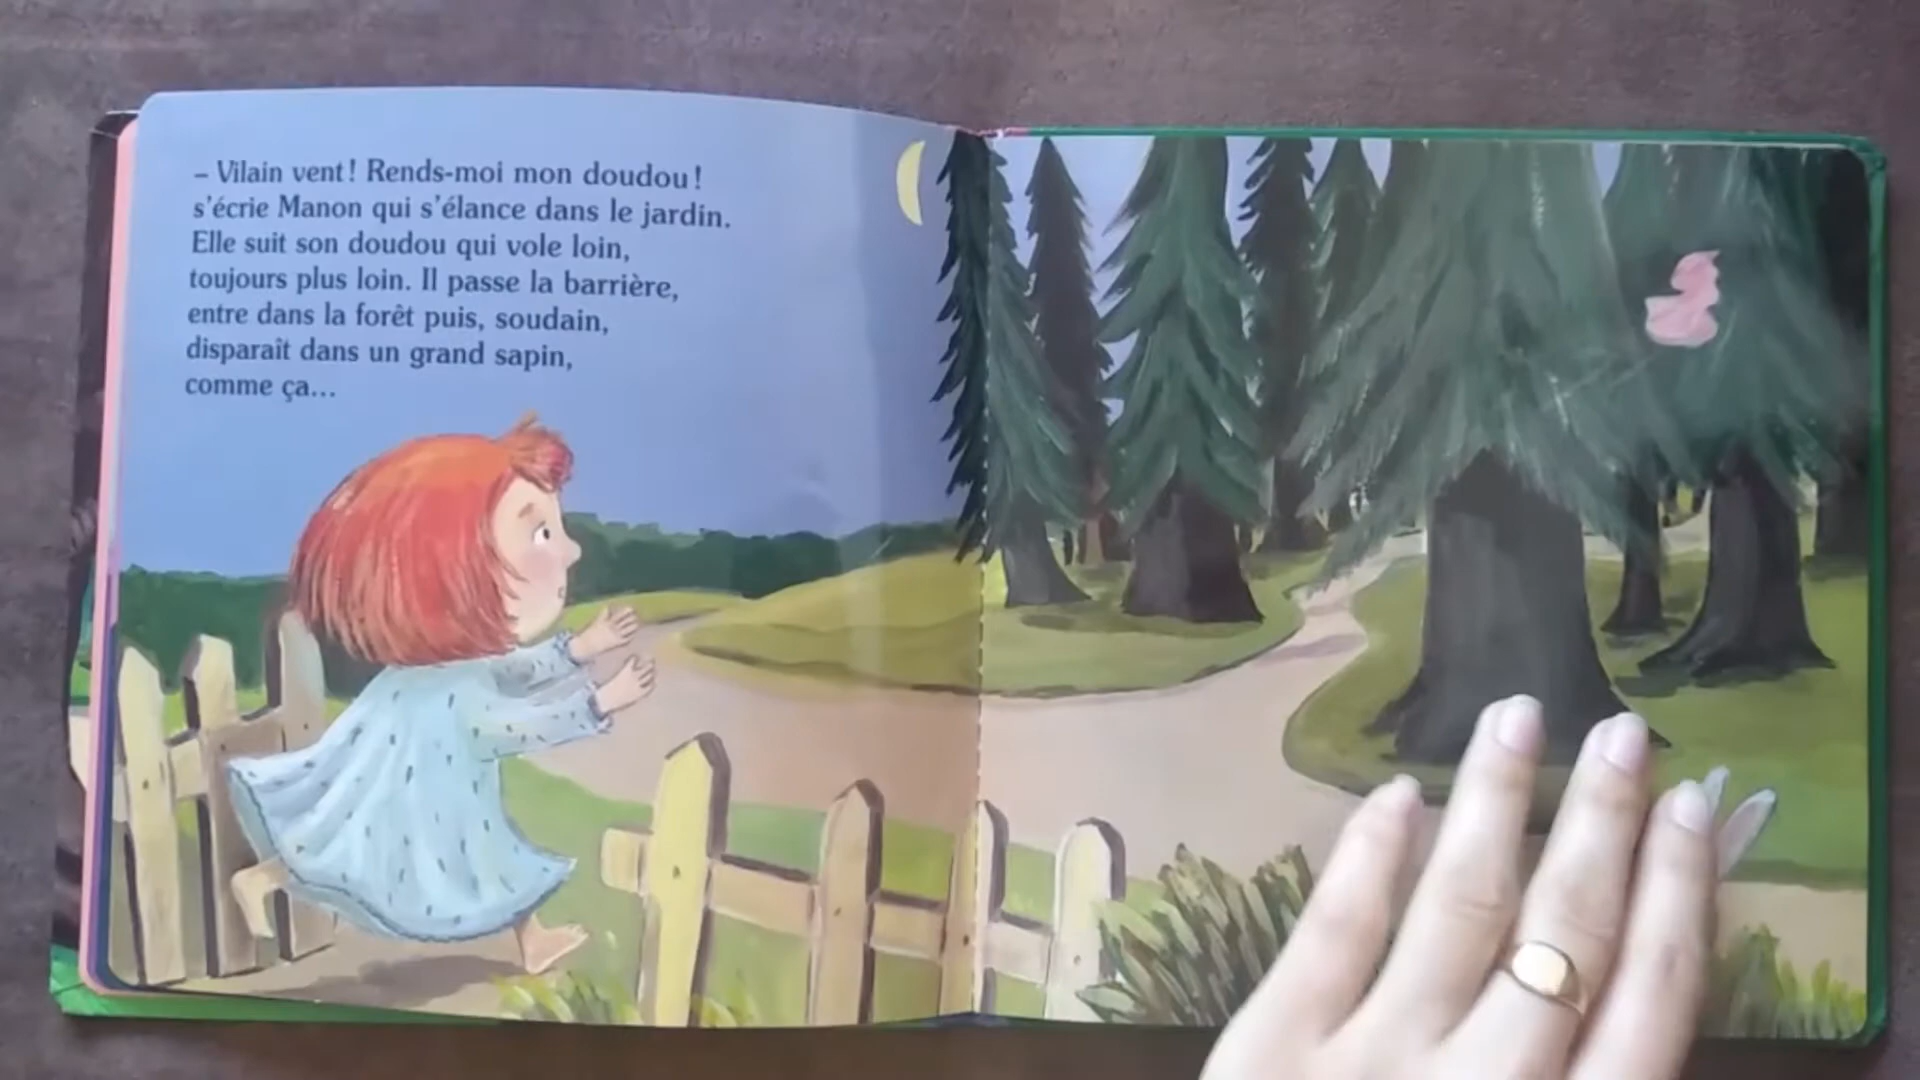 – Vilain vent ! Rends-moi mon doudou !
s’écrie Manon qui s’élance dans le jardin.
Elle suit son doudou qui vole loin,
toujours plus loin. Il passe la barrière,
entre dans la forêt puis, soudain,
disparaît dans un grand sapin,
comme ça...